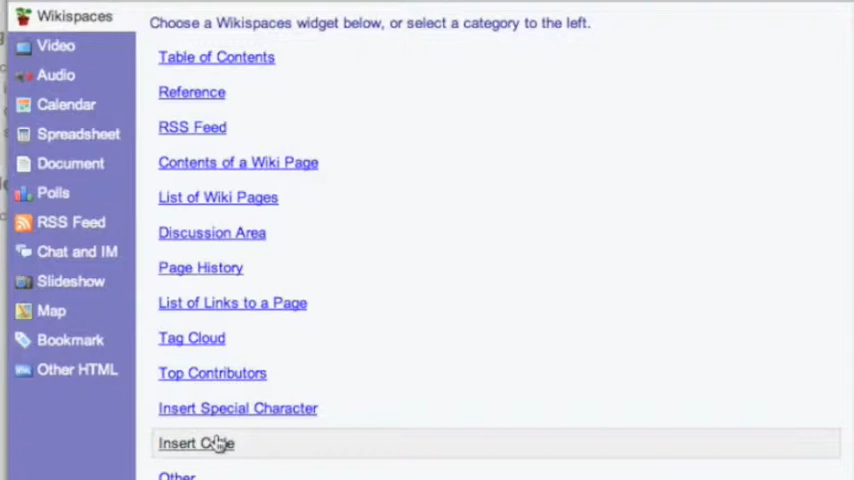 Wikispaces
Video
Audio
Calendar
Spreadsheet
Document
Polls
RSS Feed
Chat and IM
Slideshow
Map
Bookmark
Other HTML
Choose a Wikispaces widget below, or select a category to the left.
Table of Contents
Reference
RSS Feed
Contents of a Wiki Page
List of Wiki Pages
Discussion Area
Page History
List of Links to a Page
Tag Cloud
Top Contributors
Insert Special Character
Insert Code
Other